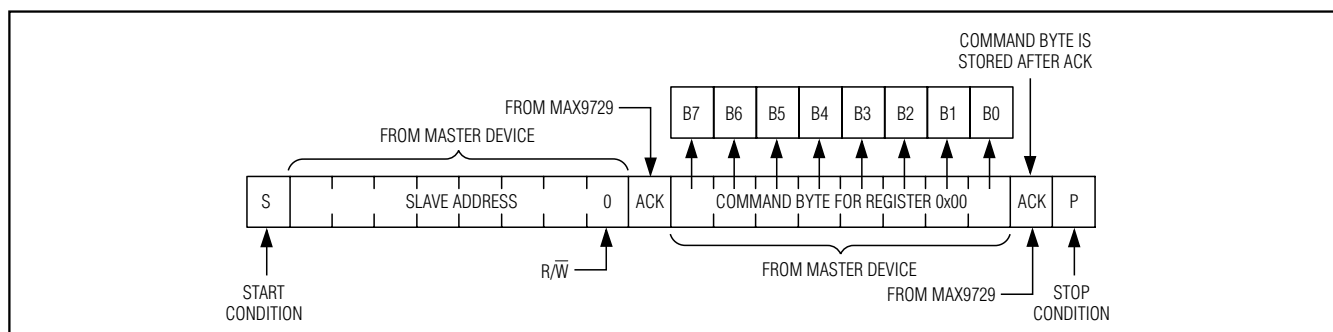 COMMAND BYTE IS
STORED AFTER ACK
FROM MAX9729
B7 B6 B5 B4 B3 B2 B1 B0
FROM MASTER DEVICE
S SLAVE ADDRESS 0 ACK COMMAND BYTE FOR REGISTER 0x00 ACK P
R/W̅
FROM MASTER DEVICE
START
CONDITION
FROM MAX9729
STOP
CONDITION